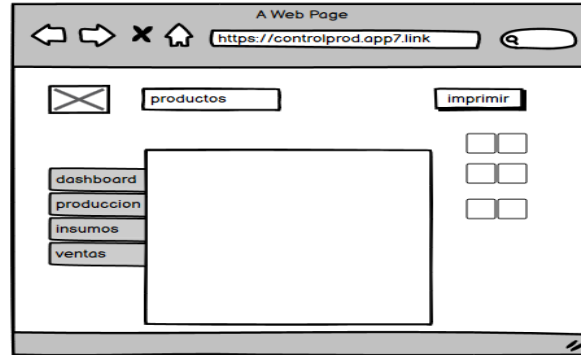 A Web Page
https://controlprod.app7.link
productos
imprimir
dashboard
produccion
insumos
ventas